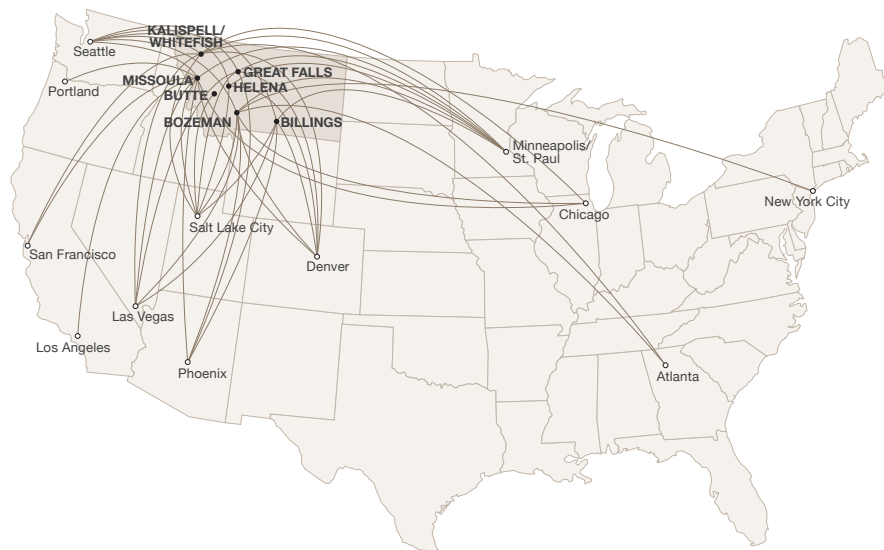 KALISPELL/
WHITEFISH
Seattle
GREAT FALLS
MISSOULA
HELENA
Portland
BUTTE
BOZEMAN
BILLINGS
Minneapolis/
St. Paul
New York City
Chicago
Salt Lake City
San Francisco
Denver
Las Vegas
Los Angeles
Phoenix
Atlanta